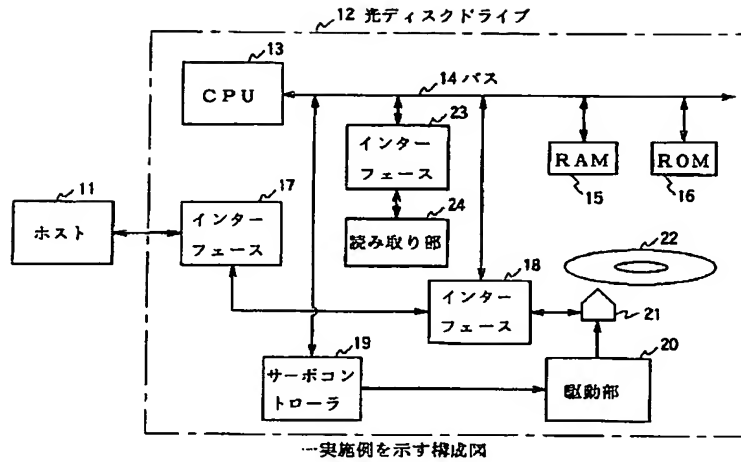 12 光ディスクドライブ
13
CPU
14 バス
23
インター
フェース
RAM
15
ROM
16
11
ホスト
17
インター
フェース
24
読み取り部
22
18
インター
フェース
21
19
サーボコン
トローラ
20
駆動部
一実施例を示す構成図